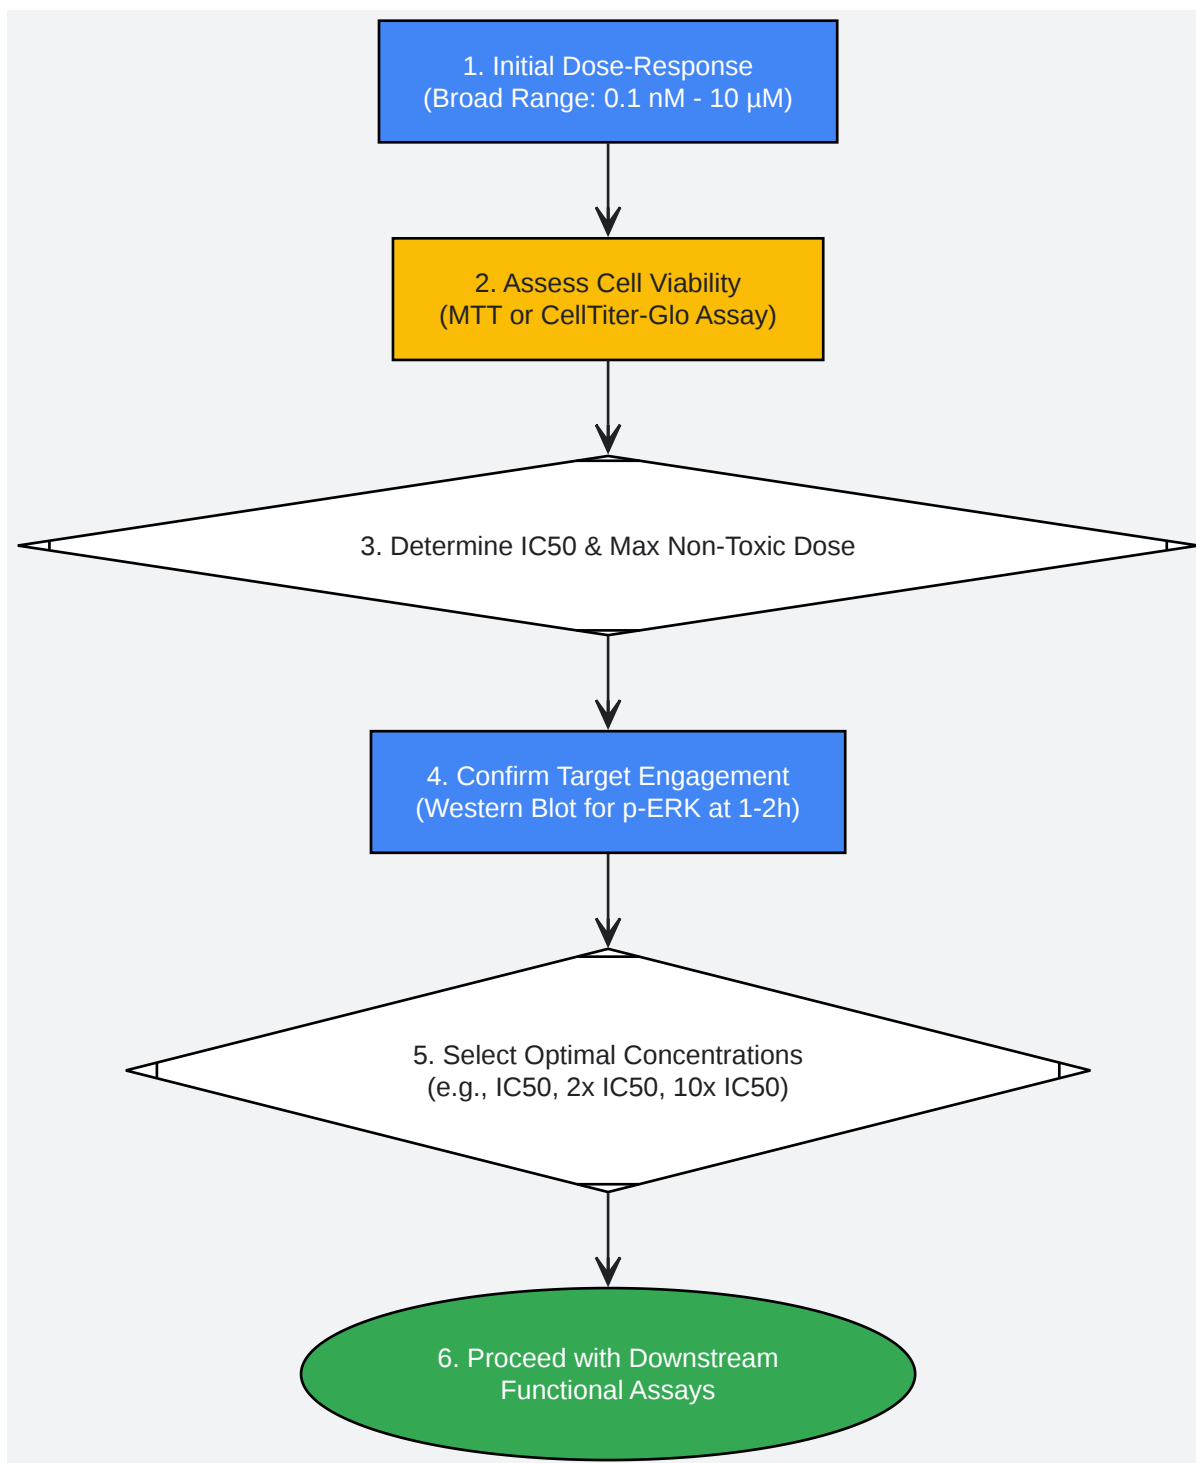 1. Initial Dose-Response
(Broad Range: 0.1 nM - 10 µM)
2. Assess Cell Viability
(MTT or CellTiter-Glo Assay)
3. Determine IC50 & Max Non-Toxic Dose
4. Confirm Target Engagement
(Western Blot for p-ERK at 1-2h)
5. Select Optimal Concentrations
(e.g., IC50, 2x IC50, 10x IC50)
6. Proceed with Downstream
Functional Assays